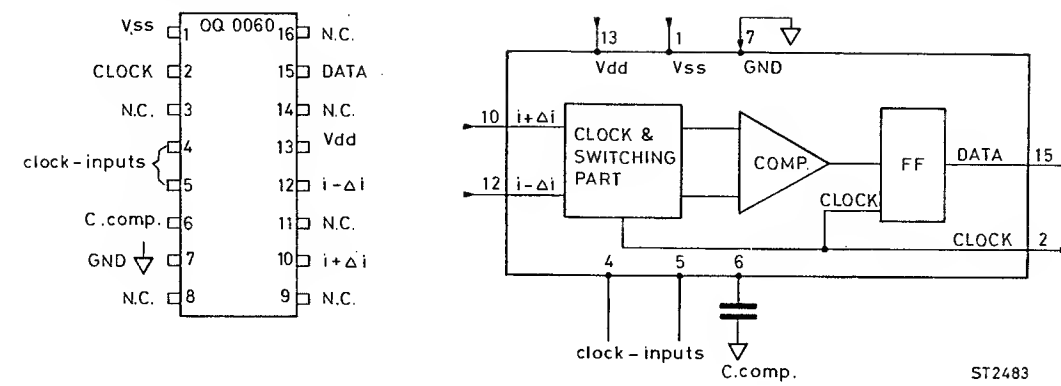 OQ 0060
Vss 1
CLOCK 2
N.C. 3
4
clock-inputs
5
C.comp. 6
GND 7
N.C. 8
16 N.C.
15 DATA
14 N.C.
13 Vdd
12 i-Δi
11 N.C.
10 i+Δi
9 N.C.
13 1 7
Vdd Vss GND
10 i+Δi
12 i-Δi
CLOCK &
SWITCHING
PART
COMP.
FF
DATA 15
CLOCK
CLOCK 2
4 5 6
clock-inputs
C.comp.
ST2483